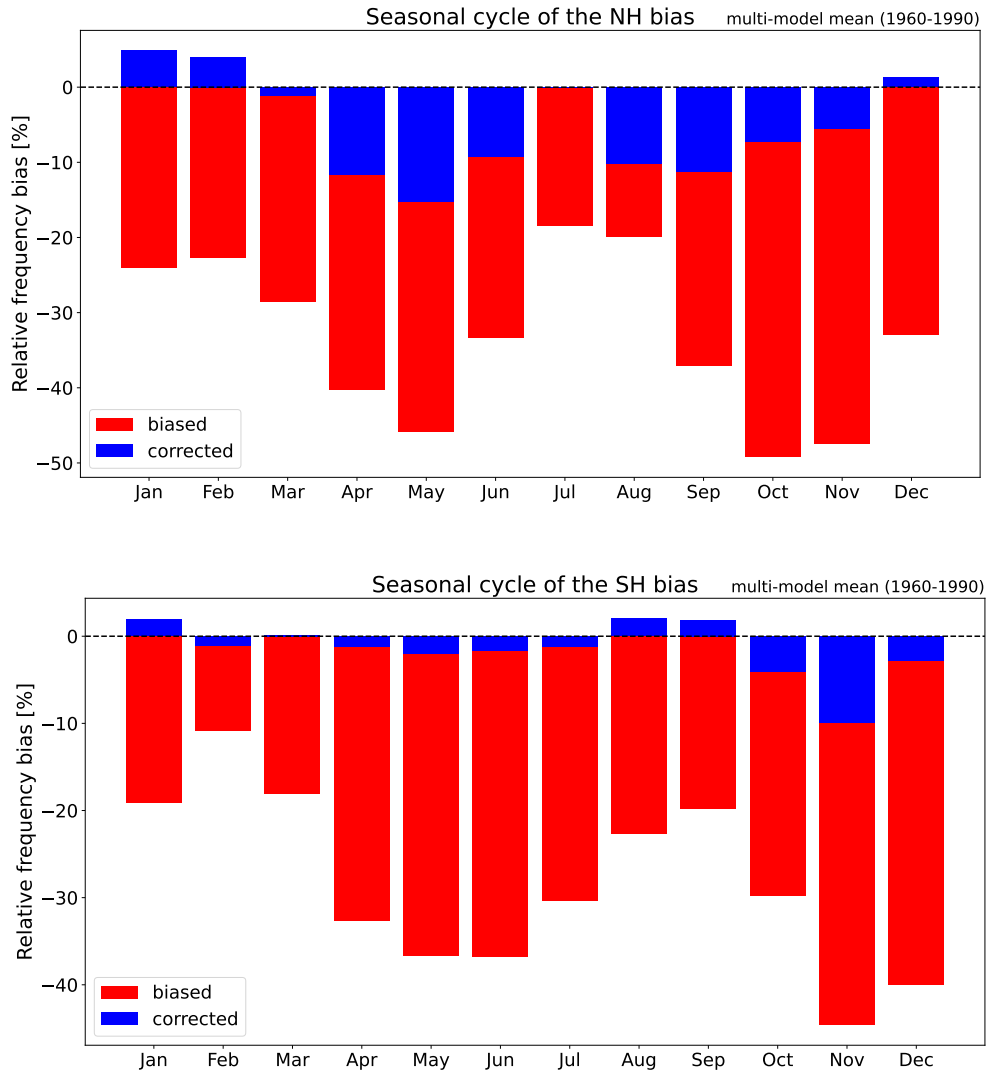 Seasonal cycle of the NH bias multi-model mean (1960-1990)
Relative frequency bias [%]
0
−10
−20
−30
−40
−50
biased
corrected
Jan Feb Mar Apr May Jun Jul Aug Sep Oct Nov Dec
Seasonal cycle of the SH bias multi-model mean (1960-1990)
Relative frequency bias [%]
0
−10
−20
−30
−40
biased
corrected
Jan Feb Mar Apr May Jun Jul Aug Sep Oct Nov Dec